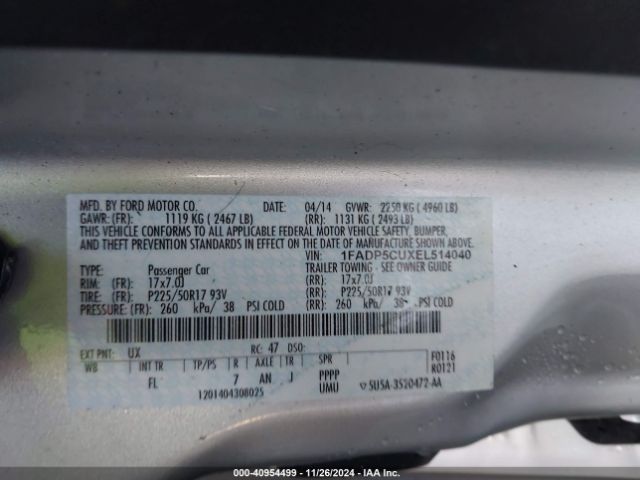 MFD. BY FORD MOTOR CO. DATE: 04/14 GVWR: 2250 KG ( 4960 LB)
GAWR: (FR): 1119 KG ( 2467 LB) (RR): 1131 KG ( 2493 LB)
THIS VEHICLE CONFORMS TO ALL APPLICABLE FEDERAL MOTOR VEHICLE SAFETY, BUMPER,
AND THEFT PREVENTION STANDARDS IN EFFECT ON THE DATE OF MANUFACTURE SHOWN ABOVE.
VIN: 1FADP5CUXEL514040
TYPE: Passenger Car TRAILER TOWING - SEE OWNER GUIDE
RIM: (FR): 17x7.0J (RR): 17x7.0J
TIRE: (FR): P225/50R17 93V (RR): P225/50R17 93V
PRESSURE: (FR): 260 kPa/ 38 PSI COLD (RR): 260 kPa/ 38 PSI COLD
EXT PNT: UX RC: 47 DSO: F0116
WB INT TR TP/PS R AXLE TR SPR R0121
FL 7 AN J PPPP
UMU
1201404308025
5U5A-3520472-AA
000-40954499 - 11/26/2024 - IAA Inc.